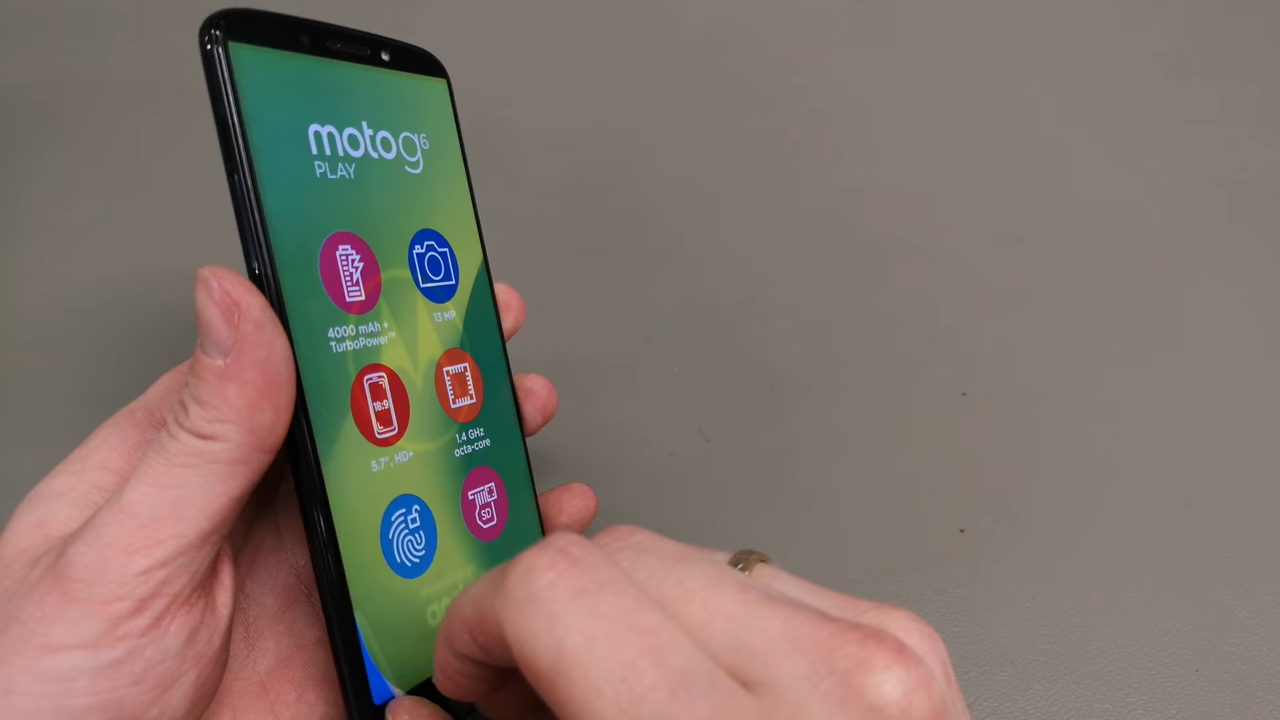 moto g6
PLAY
4000 mAh +
TurboPower™
13 MP
18:9
5.7", HD+
1.4 GHz
octa-core
SD